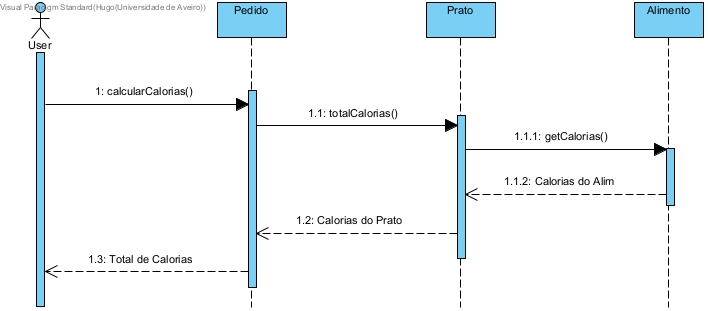 Visual Paradigm Standard(Hugo(Universidade de Aveiro))
User
Pedido
Prato
Alimento
1: calcularCalorias()
1.1: totalCalorias()
1.1.1: getCalorias()
1.1.2: Calorias do Alim
1.2: Calorias do Prato
1.3: Total de Calorias